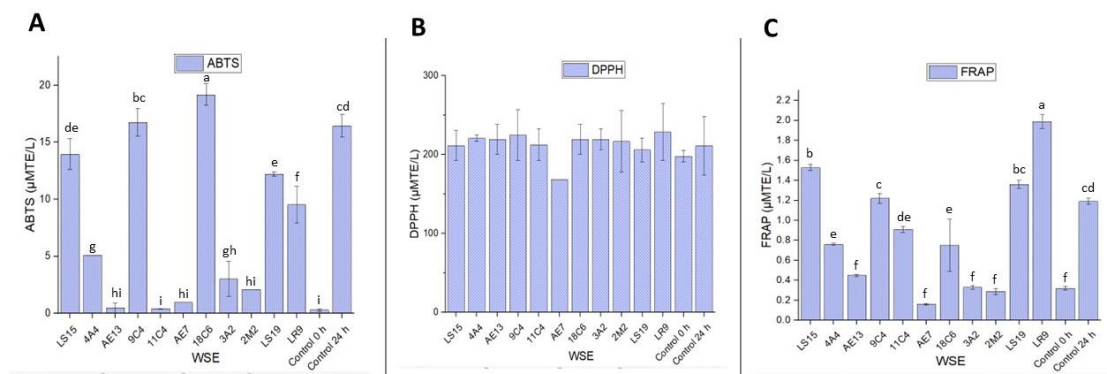 A
ABTS
ABTS (µMTE/L)
20
15
10
5
0
de
g
hi
bc
i
hi
a
gh
hi
e
f
i
cd
LS15
4A4
AE13
9C4
11C4
AE7
18C6
3A2
2M2
LS19
LR9
Control 0 h
Control 24 h
WSE
B
DPPH
DPPH (µMTE/L)
300
200
100
0
LS15
4A4
AE13
9C4
11C4
AE7
18C6
3A2
2M2
LS19
LR9
Control 0 h
Control 24 h
WSE
C
FRAP
FRAP (µMTE/L)
2.2
2.0
1.8
1.6
1.4
1.2
1.0
0.8
0.6
0.4
0.2
0.0
b
e
f
c
de
f
e
f
f
bc
a
f
cd
LS15
4A4
AE13
9C4
11C4
AE7
18C6
3A2
2M2
LS19
LR9
Control 0 h
Control 24 h
WSE